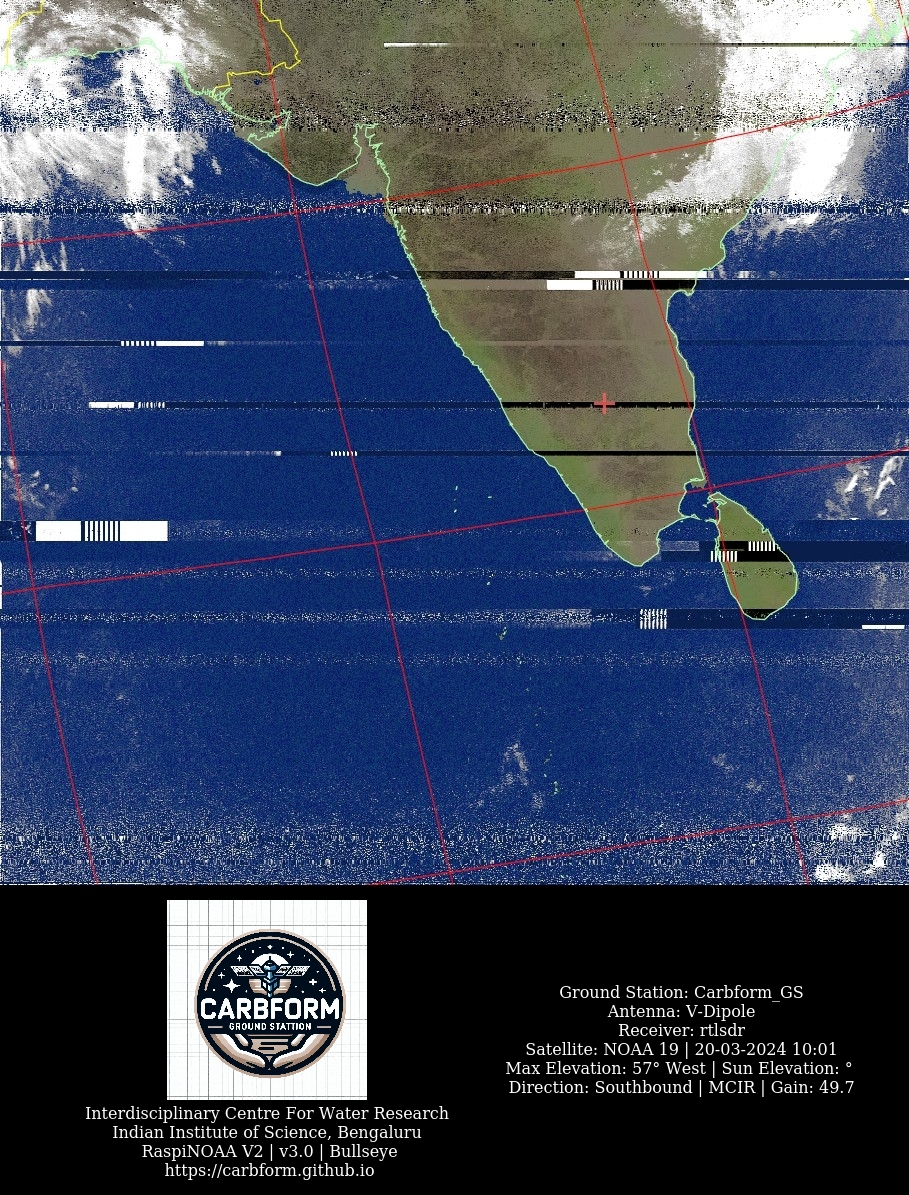 CARBFORM
GROUND STATTION
Interdisciplinary Centre For Water Research
Indian Institute of Science, Bengaluru
RaspiNOAA V2 | v3.0 | Bullseye
https://carbform.github.io
Ground Station: Carbform_GS
Antenna: V-Dipole
Receiver: rtlsdr
Satellite: NOAA 19 | 20-03-2024 10:01
Max Elevation: 57° West | Sun Elevation: °
Direction: Southbound | MCIR | Gain: 49.7